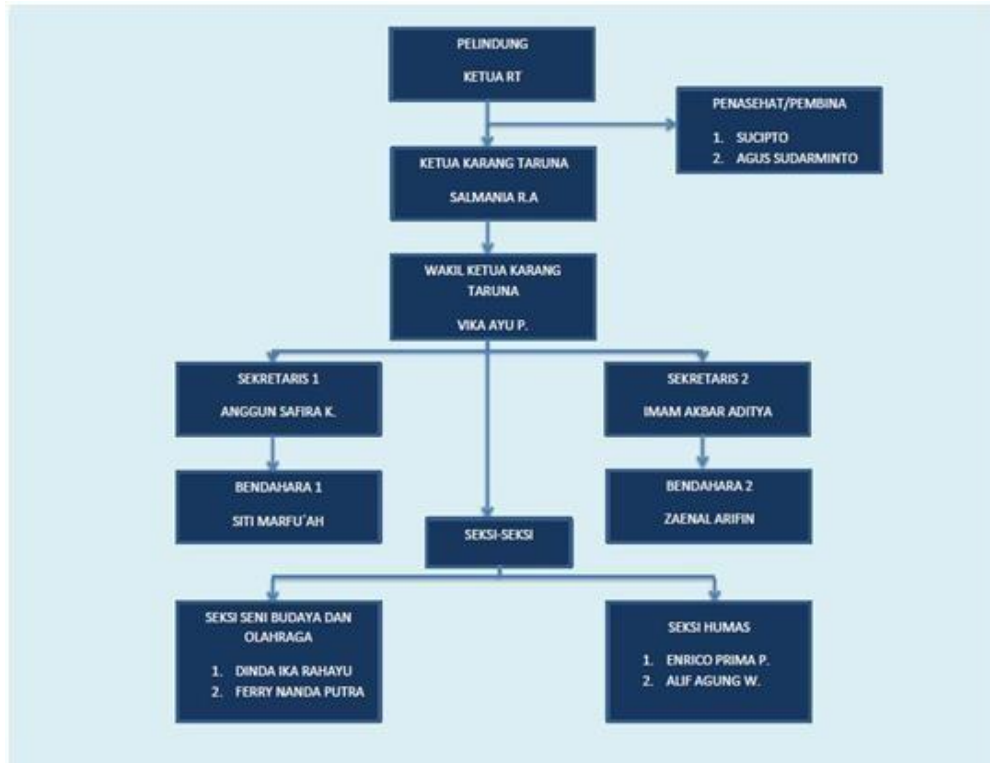 PELINDUNG
KETUA RT
PENASEHAT/PEMBINA
1. SUCIPTO
2. AGUS SUDARMINTO
KETUA KARANG TARUNA
SALMANIA R.A
WAKIL KETUA KARANG
TARUNA
VIKA AYU P.
SEKRETARIS 1
ANGGUN SAFIRA K.
SEKRETARIS 2
IMAM AKBAR ADITYA
BENDAHARA 1
SITI MARFU´AH
BENDAHARA 2
ZAENAL ARIFIN
SEKSI-SEKSI
SEKSI SENI BUDAYA DAN
OLAHRAGA
1. DINDA IKA RAHAYU
2. FERRY NANDA PUTRA
SEKSI HUMAS
1. ENRICO PRIMA P.
2. ALIF AGUNG W.